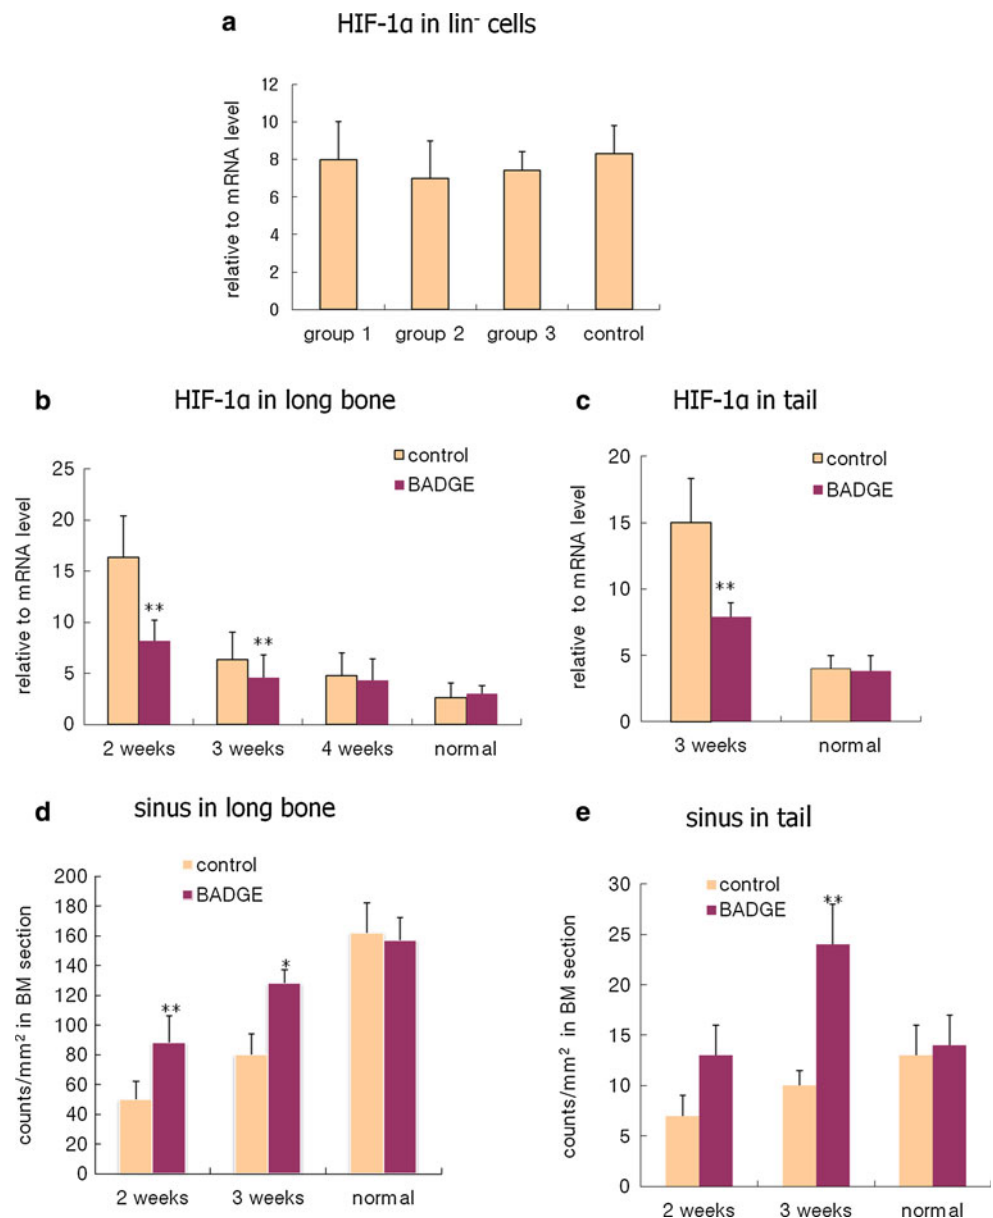 a HIF-1α in lin⁻ cells
relative to mRNA level
12
10
8
6
4
2
0
group 1 group 2 group 3 control
b HIF-1α in long bone
control
BADGE
relative to mRNA level
25
20
15
10
5
0
**
**
2 weeks 3 weeks 4 weeks normal
c HIF-1α in tail
control
BADGE
relative to mRNA level
20
15
10
5
0
**
3 weeks normal
d sinus in long bone
control
BADGE
counts/mm² in BM section
200
180
160
140
120
100
80
60
40
20
0
**
*
2 weeks 3 weeks normal
e sinus in tail
control
BADGE
counts/mm² in BM section
30
25
20
15
10
5
0
**
2 weeks 3 weeks normal